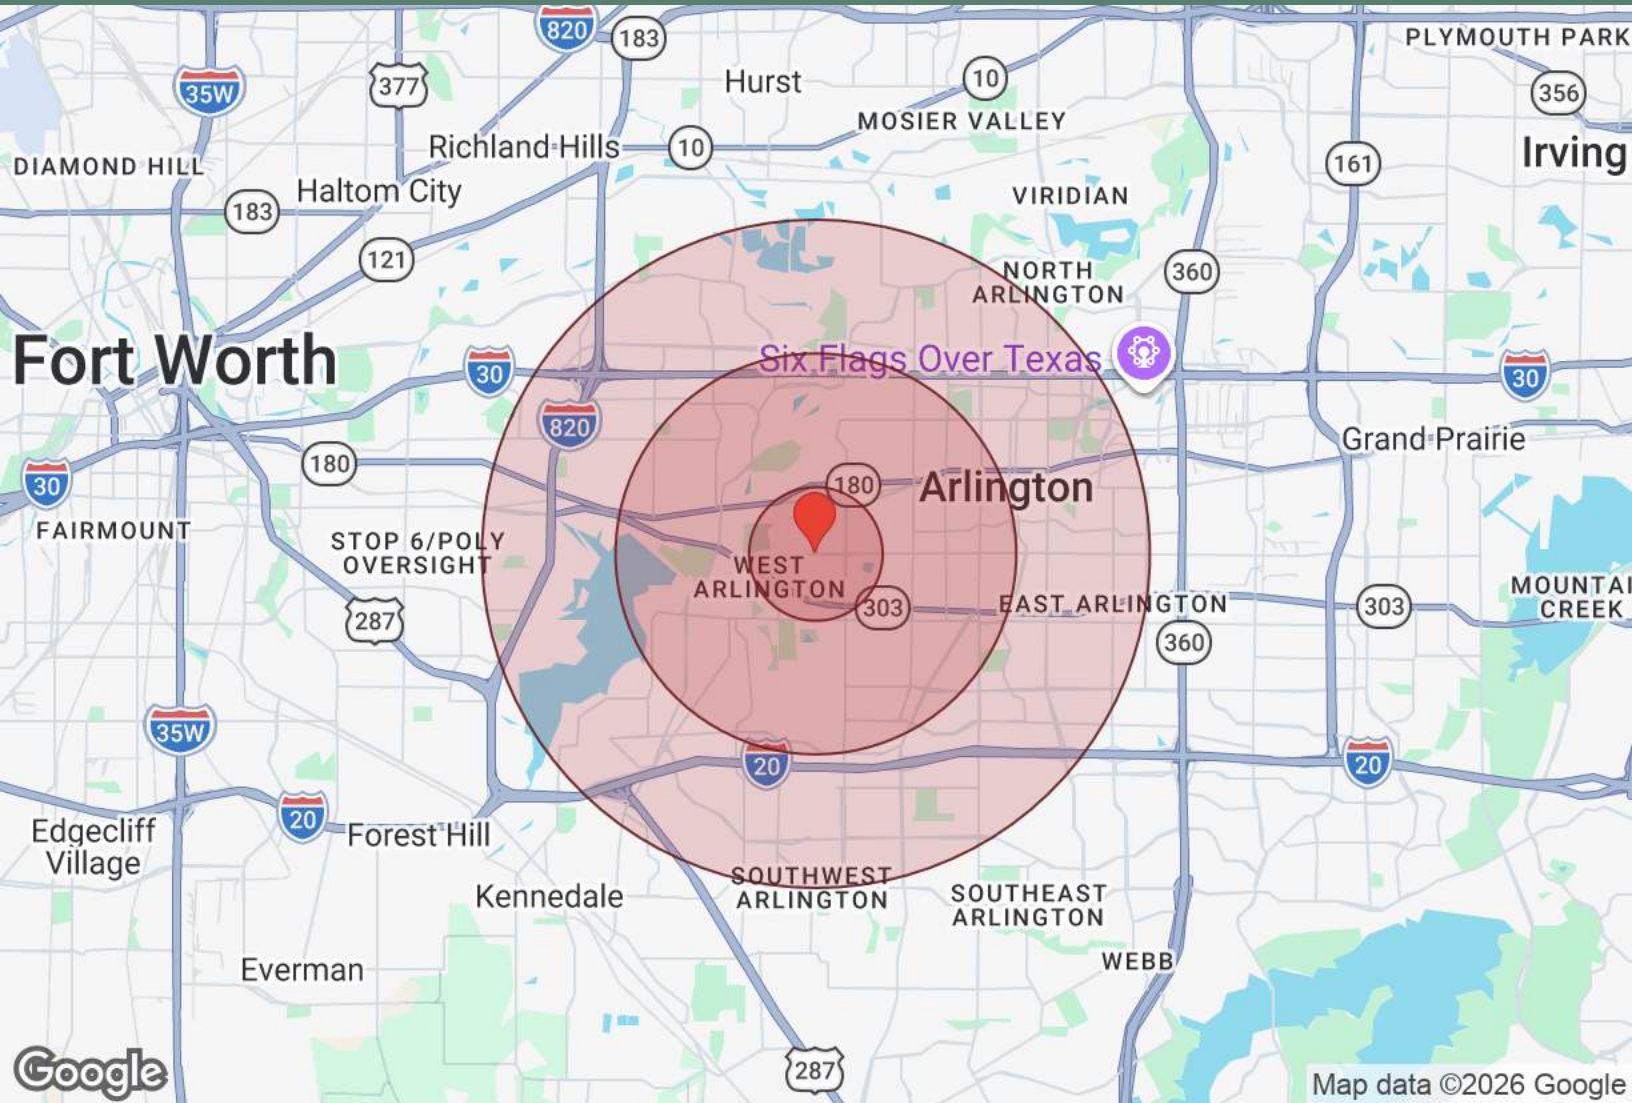 820
183
PLYMOUTH PARK
35W
377
Hurst
10
356
MOSIER VALLEY
Richland Hills
10
Irving
DIAMOND HILL
161
Haltom City
VIRIDIAN
183
121
NORTH
ARLINGTON
360
Fort Worth
Six Flags Over Texas
30
30
820
Grand Prairie
180
30
180
Arlington
FAIRMOUNT
STOP 6/POLY
OVERSIGHT
WEST
ARLINGTON
303
EAST ARLINGTON
303
MOUNTAI
CREEK
287
360
35W
20
20
20
Edgecliff
Village
Forest Hill
Kennedale
SOUTHWEST
ARLINGTON
SOUTHEAST
ARLINGTON
WEBB
Everman
287
Google
Map data ©2026 Google